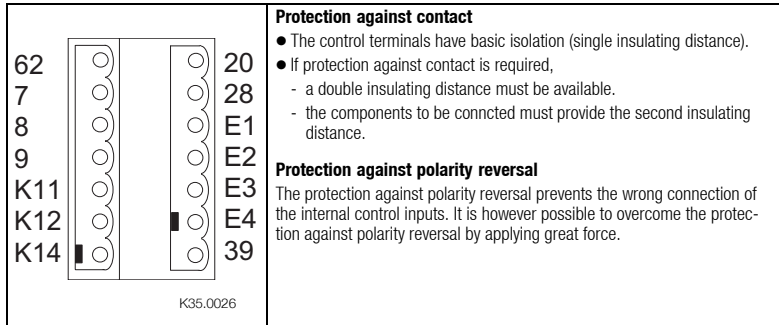 62
7
8
9
K11
K12
K14
20
28
E1
E2
E3
E4
39
K35.0026
Protection against contact
● The control terminals have basic isolation (single insulating distance).
● If protection against contact is required,
- a double insulating distance must be available.
- the components to be conncted must provide the second insulating
distance.
Protection against polarity reversal
The protection against polarity reversal prevents the wrong connection of
the internal control inputs. It is however possible to overcome the protec-
tion against polarity reversal by applying great force.